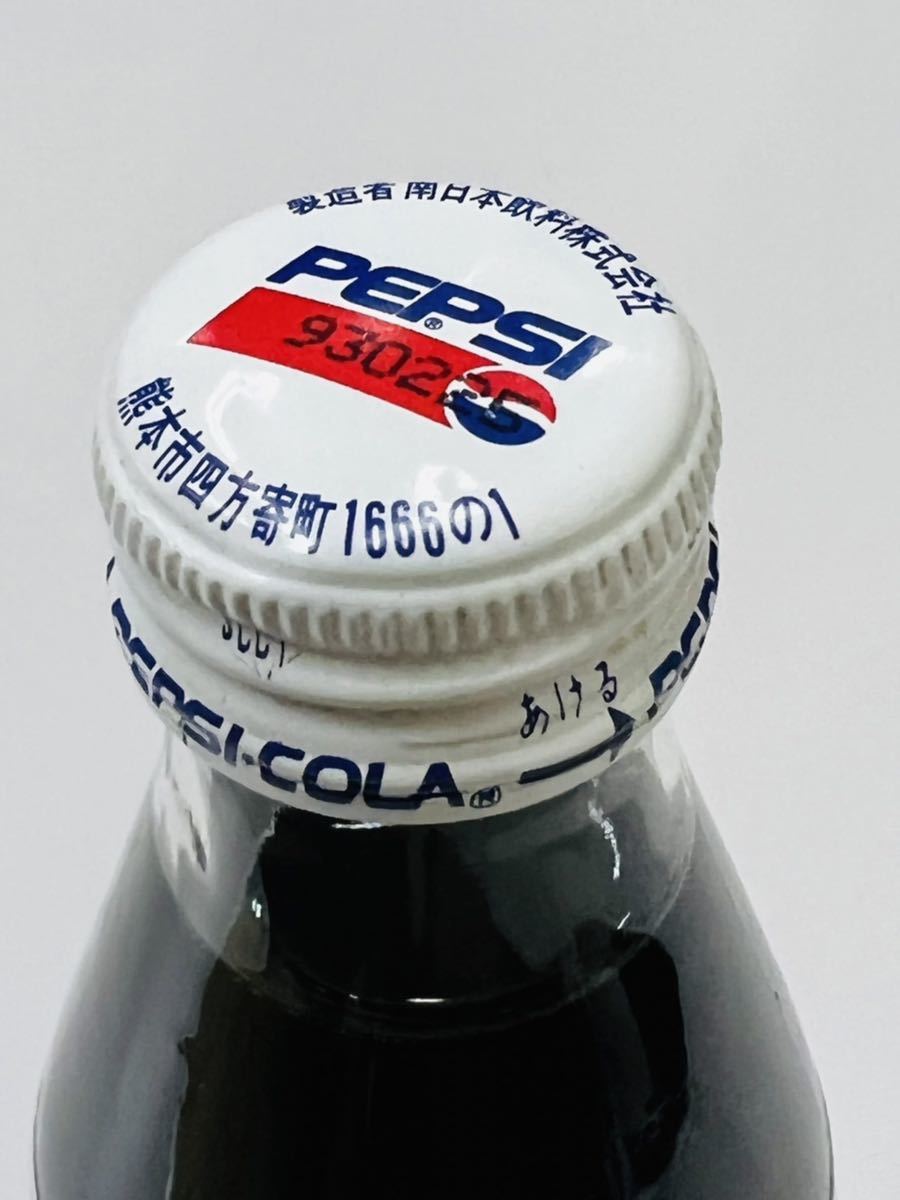 製造者 南日本飲料株式会社
PEPSI®
930225
熊本市四方寄町1666の1
あける
PEPSI-COLA®